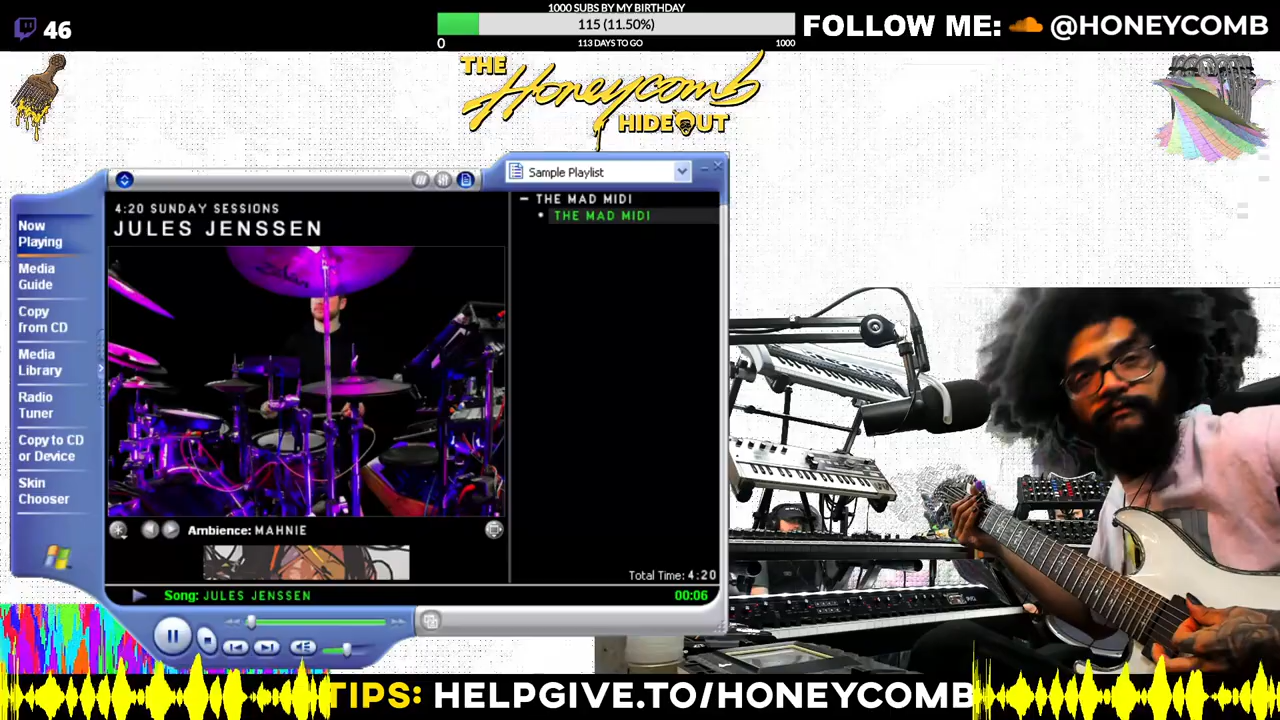 46
1000 SUBS BY MY BIRTHDAY
115 (11.50%)
0
113 DAYS TO GO
1000
FOLLOW ME: @HONEYCOMB
THE
Honeycomb
HIDEOUT
Sample Playlist
4:20 SUNDAY SESSIONS
JULES JENSSEN
THE MAD MIDI
THE MAD MIDI
Now
Playing
Media
Guide
Copy
from CD
Media
Library
Radio
Tuner
Copy to CD
or Device
Skin
Chooser
Ambience: MAHNIE
Total Time: 4:20
Song: JULES JENSSEN
00:06
TIPS: HELPGIVE.TO/HONEYCOMB